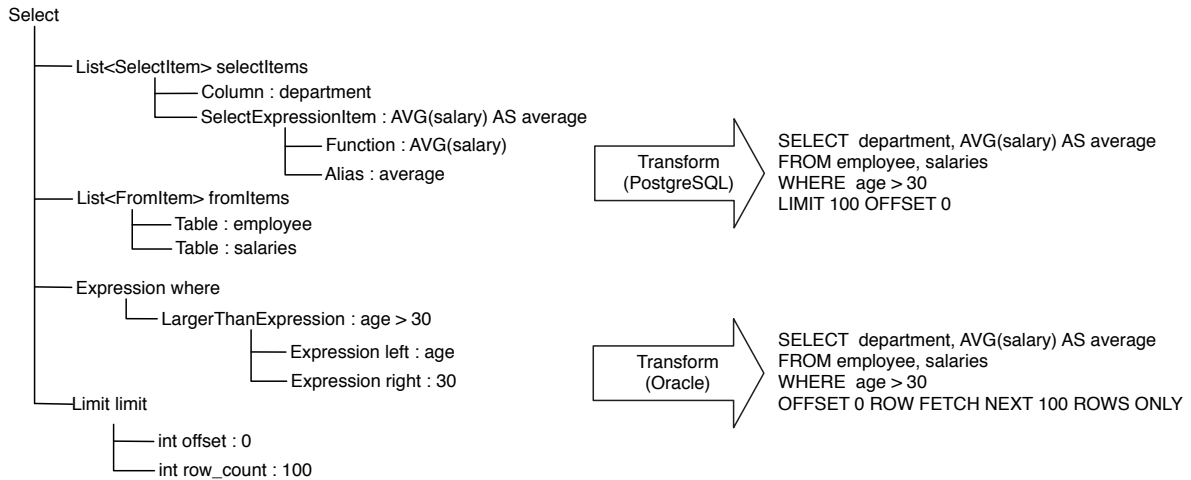 Select
List<SelectItem> selectItems
Column : department
SelectExpressionItem : AVG(salary) AS average
Function : AVG(salary)
Alias : average
List<FromItem> fromItems
Table : employee
Table : salaries
Expression where
LargerThanExpression : age > 30
Expression left : age
Expression right : 30
Limit limit
int offset : 0
int row_count : 100
Transform
(PostgreSQL)
SELECT department, AVG(salary) AS average
FROM employee, salaries
WHERE age > 30
LIMIT 100 OFFSET 0
Transform
(Oracle)
SELECT department, AVG(salary) AS average
FROM employee, salaries
WHERE age > 30
OFFSET 0 ROW FETCH NEXT 100 ROWS ONLY